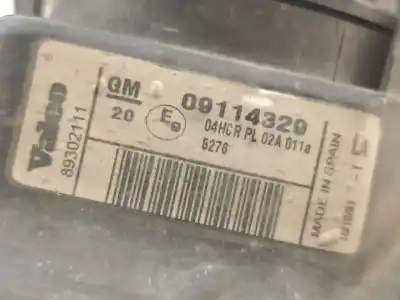 Valeo
89302111
GM
20
E9
09114329
04HCR PL 02A 011a
5276
MADE IN SPAIN